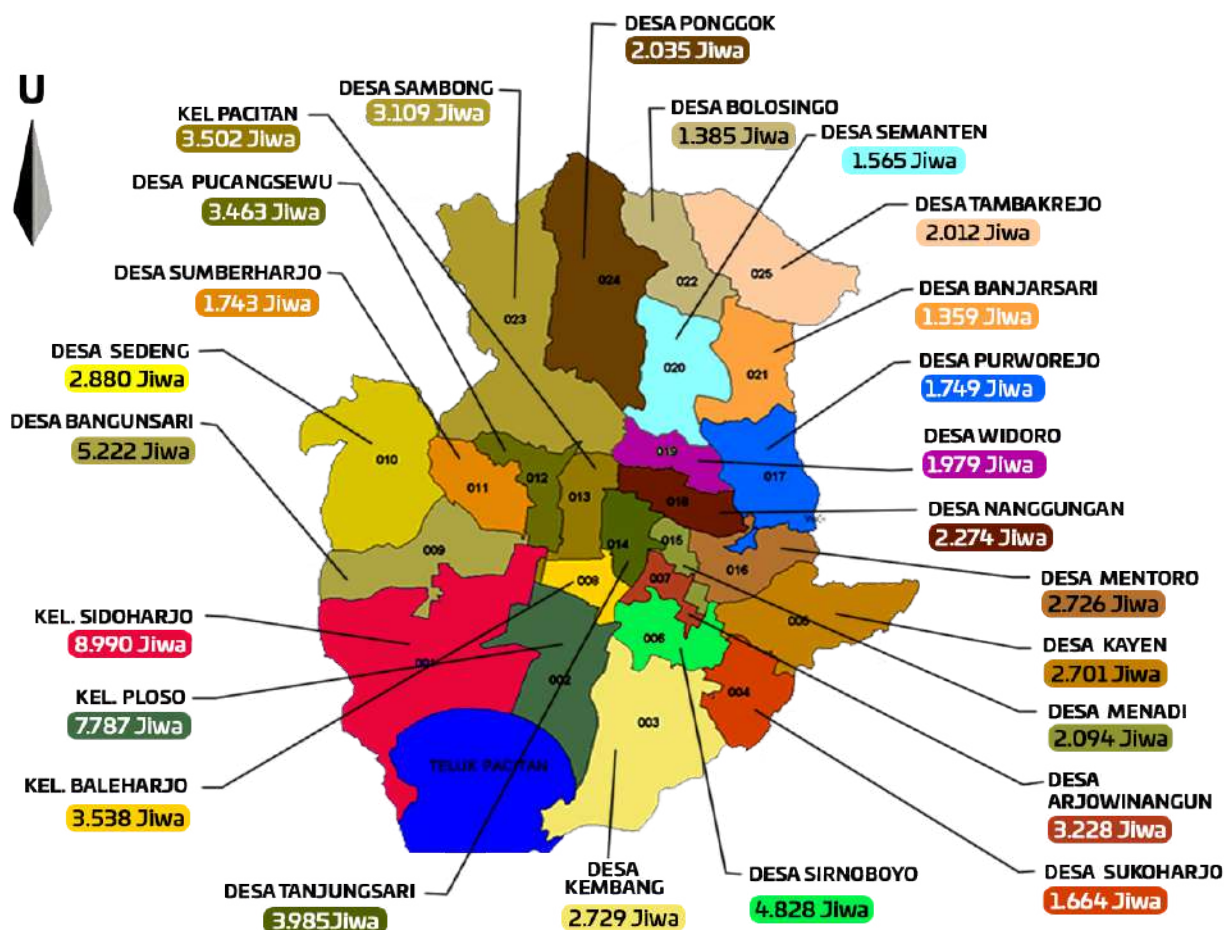 DESA PONGGOK
2.035 Jiwa
U
DESA SAMBONG
3.109 Jiwa
DESA BOLOSINGO
1.385 Jiwa
KEL PACITAN
3.502 Jiwa
DESA SEMANTEN
1.565 Jiwa
DESA PUCANGSEWU
3.463 Jiwa
DESA TAMBAKREJO
2.012 Jiwa
DESA SUMBERHARJO
1.743 Jiwa
DESA BANJARSARI
1.359 Jiwa
DESA SEDENG
2.880 Jiwa
DESA PURWOREJO
1.749 Jiwa
DESA BANGUNSARI
5.222 Jiwa
DESA WIDORO
1.979 Jiwa
DESA NANGGUNGAN
2.274 Jiwa
DESA MENTORO
2.726 Jiwa
KEL. SIDOHARJO
8.990 Jiwa
DESA KAYEN
2.701 Jiwa
KEL. PLOSO
7.787 Jiwa
DESA MENADI
2.094 Jiwa
KEL. BALEHARJO
3.538 Jiwa
DESA
ARJOWINANGUN
3.228 Jiwa
DESA TANJUNGSARI
3.985Jiwa
DESA
KEMBANG
2.729 Jiwa
DESA SIRNOBOYO
4.828 Jiwa
DESA SUKOHARJO
1.664 Jiwa
024
022
025
023
020
021
010
011
012
013
019
017
018
014
015
016
009
008
007
005
006
001
002
003
004
TELUK PACITAN